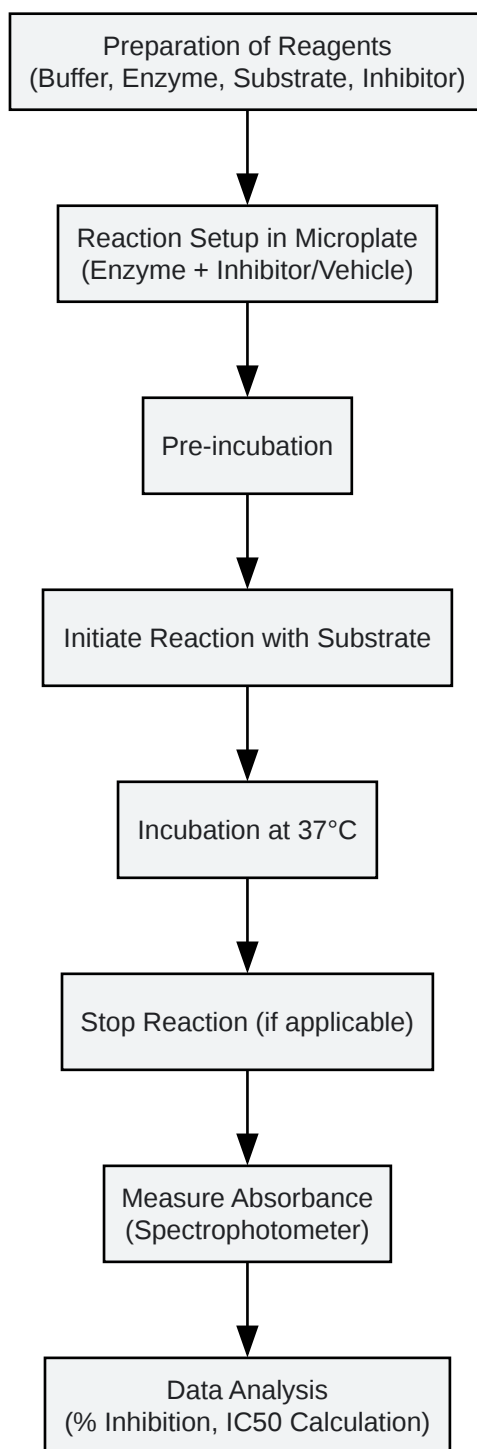 Preparation of Reagents
(Buffer, Enzyme, Substrate, Inhibitor)
Reaction Setup in Microplate
(Enzyme + Inhibitor/Vehicle)
Pre-incubation
Initiate Reaction with Substrate
Incubation at 37°C
Stop Reaction (if applicable)
Measure Absorbance
(Spectrophotometer)
Data Analysis
(% Inhibition, IC50 Calculation)